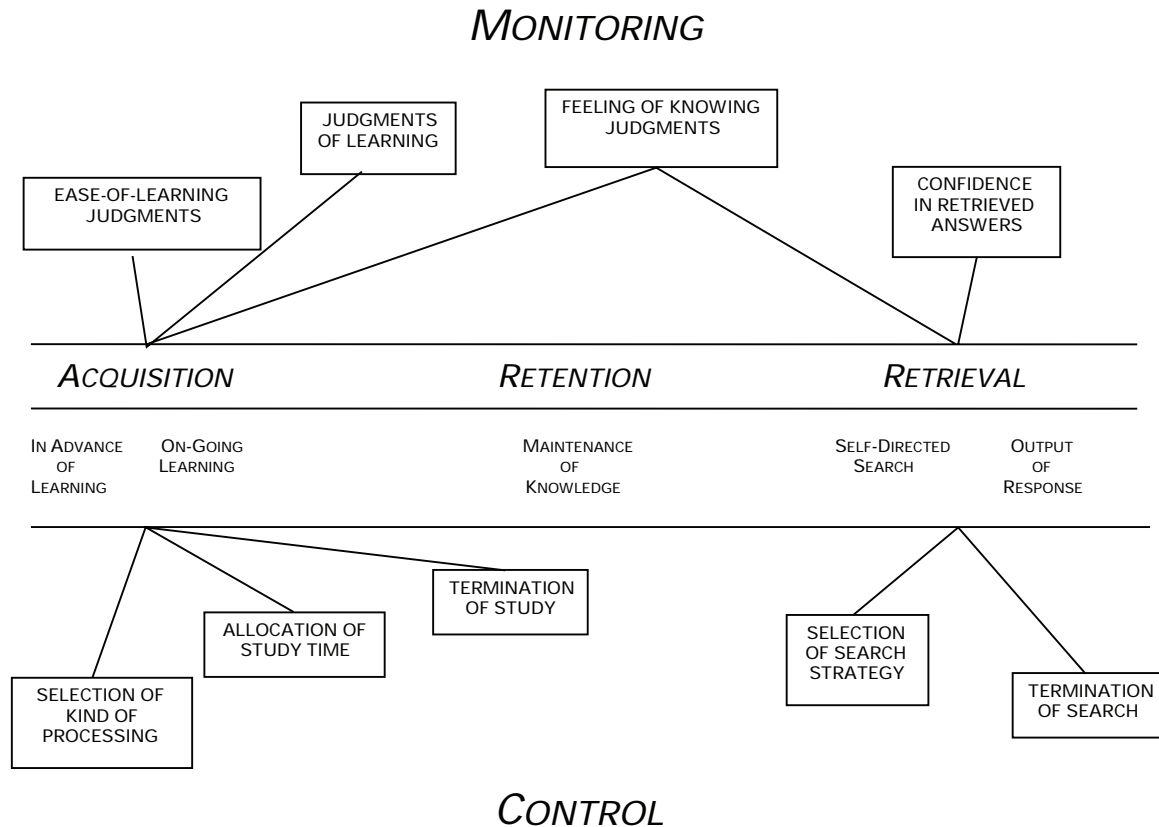 MONITORING
JUDGMENTS
OF LEARNING
FEELING OF KNOWING
JUDGMENTS
EASE-OF-LEARNING
JUDGMENTS
CONFIDENCE
IN RETRIEVED
ANSWERS
ACQUISITION
RETENTION
RETRIEVAL
IN ADVANCE
OF
LEARNING
ON-GOING
LEARNING
MAINTENANCE
OF
KNOWLEDGE
SELF-DIRECTED
SEARCH
OUTPUT
OF
RESPONSE
TERMINATION
OF STUDY
ALLOCATION OF
STUDY TIME
SELECTION OF
KIND OF
PROCESSING
SELECTION
OF SEARCH
STRATEGY
TERMINATION
OF SEARCH
CONTROL